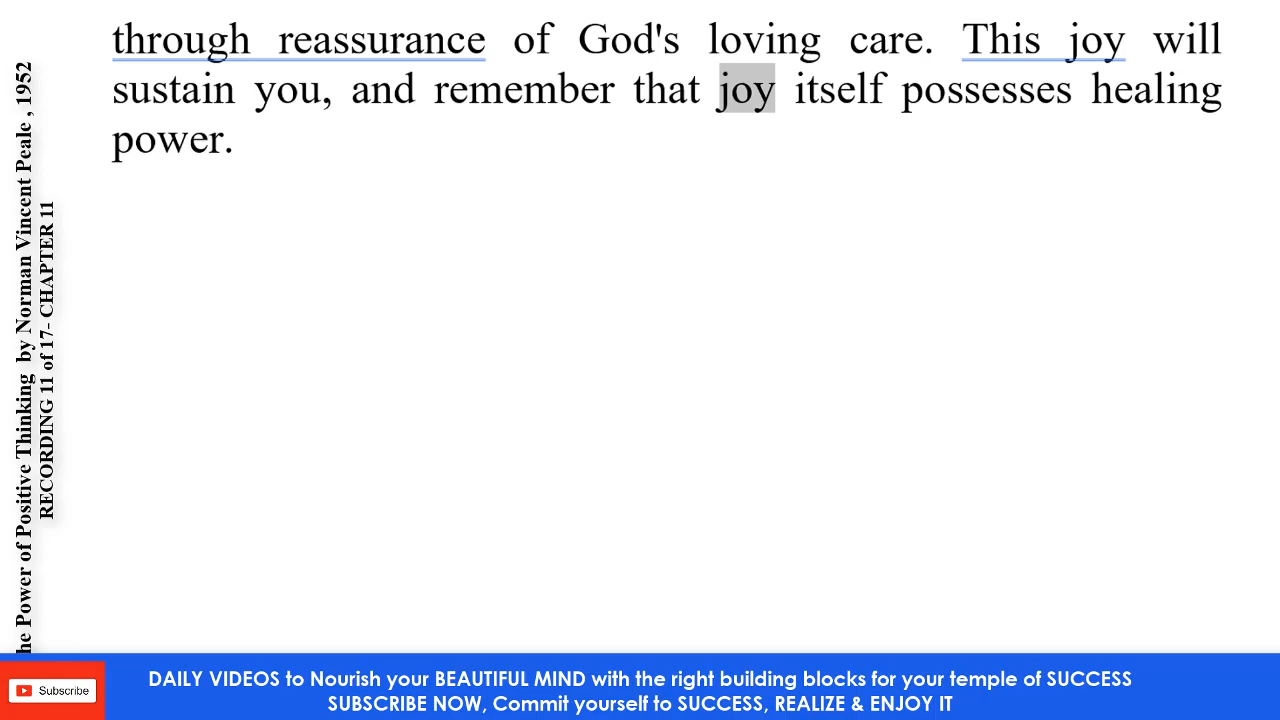 through reassurance of God's loving care. This joy will
sustain you, and remember that joy itself possesses healing
power.
he Power of Positive Thinking by Norman Vincent Peale , 1952
RECORDING 11 of 17- CHAPTER 11
Subscribe
DAILY VIDEOS to Nourish your BEAUTIFUL MIND with the right building blocks for your temple of SUCCESS
SUBSCRIBE NOW, Commit yourself to SUCCESS, REALIZE & ENJOY IT